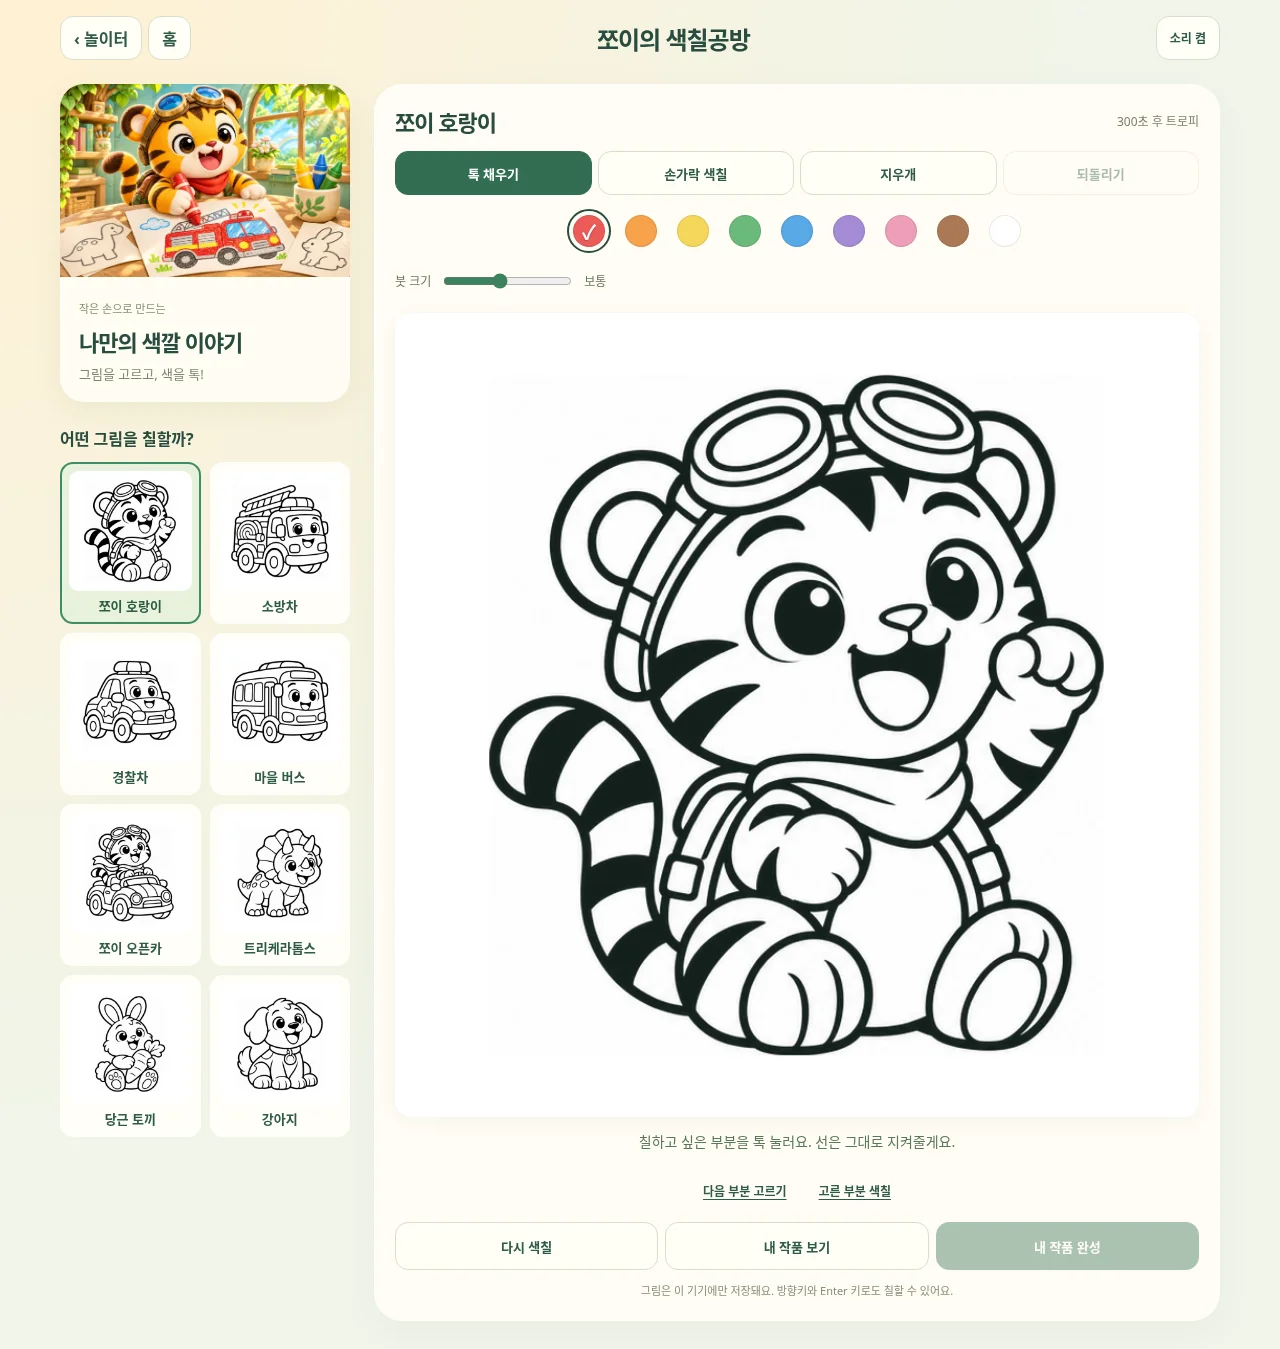 ‹ 놀이터
홈
쪼이의 색칠공방
소리 켬
작은 손으로 만드는
나만의 색깔 이야기
그림을 고르고, 색을 톡!
어떤 그림을 칠할까?
쪼이 호랑이
소방차
경찰차
마을 버스
쪼이 오픈카
트리케라톱스
당근 토끼
강아지
쪼이 호랑이
300초 후 트로피
톡 채우기
손가락 색칠
지우개
되돌리기
붓 크기
보통
칠하고 싶은 부분을 톡 눌러요. 선은 그대로 지켜줄게요.
다음 부분 고르기
고른 부분 색칠
다시 색칠
내 작품 보기
내 작품 완성
그림은 이 기기에만 저장돼요. 방향키와 Enter 키로도 칠할 수 있어요.